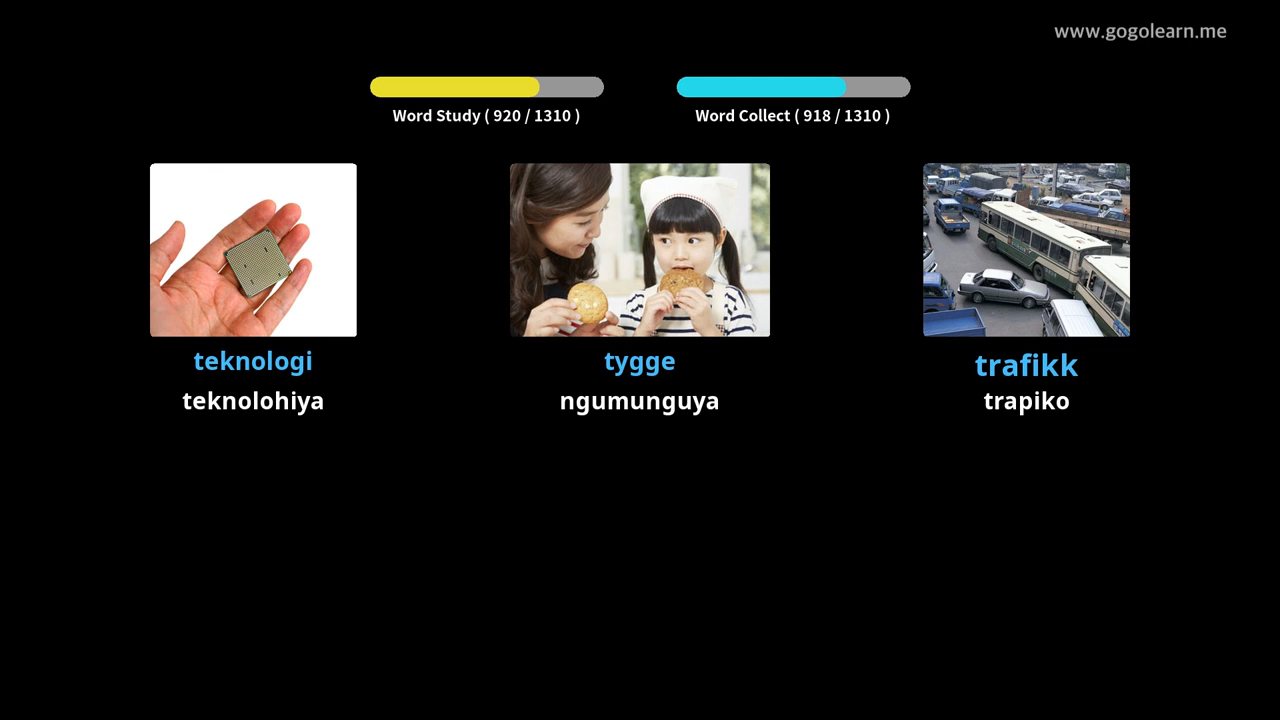 www.gogolearn.me
Word Study ( 920 / 1310 )
Word Collect ( 918 / 1310 )
teknologi
teknolohiya
tygge
ngumunguya
trafikk
trapiko